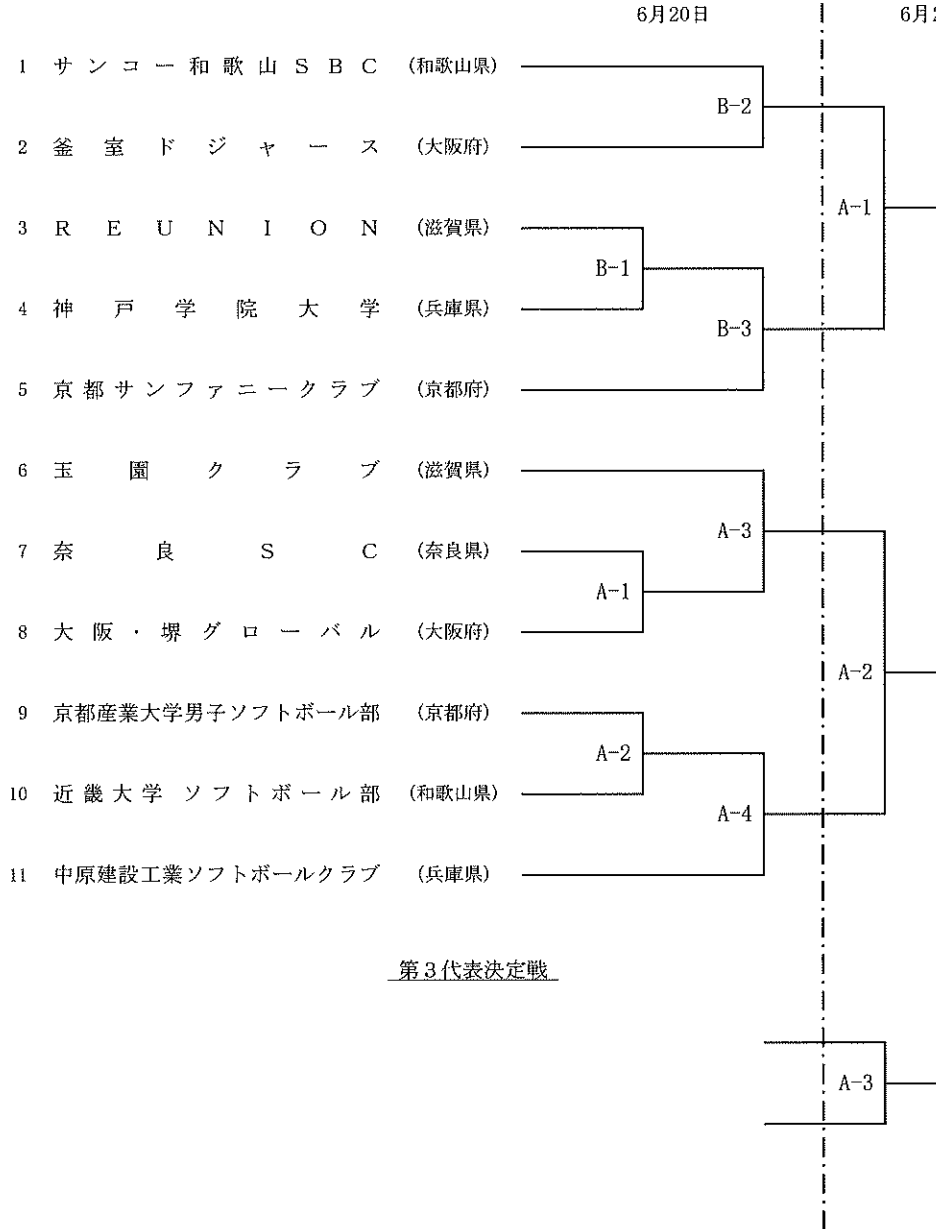 6月20日 6月2
1 サンコー和歌山SBC (和歌山県)
B-2
2 釜室ドジャース (大阪府)
A-1
3 REUNION (滋賀県)
B-1
4 神戸学院大学 (兵庫県)
B-3
5 京都サンファニークラブ (京都府)
6 玉園クラブ (滋賀県)
A-3
7 奈良SC (奈良県)
A-1
8 大阪・堺グローバル (大阪府)
A-2
9 京都産業大学男子ソフトボール部 (京都府)
A-2
10 近畿大学 ソフトボール部 (和歌山県)
A-4
11 中原建設工業ソフトボールクラブ (兵庫県)
第3代表決定戦
A-3